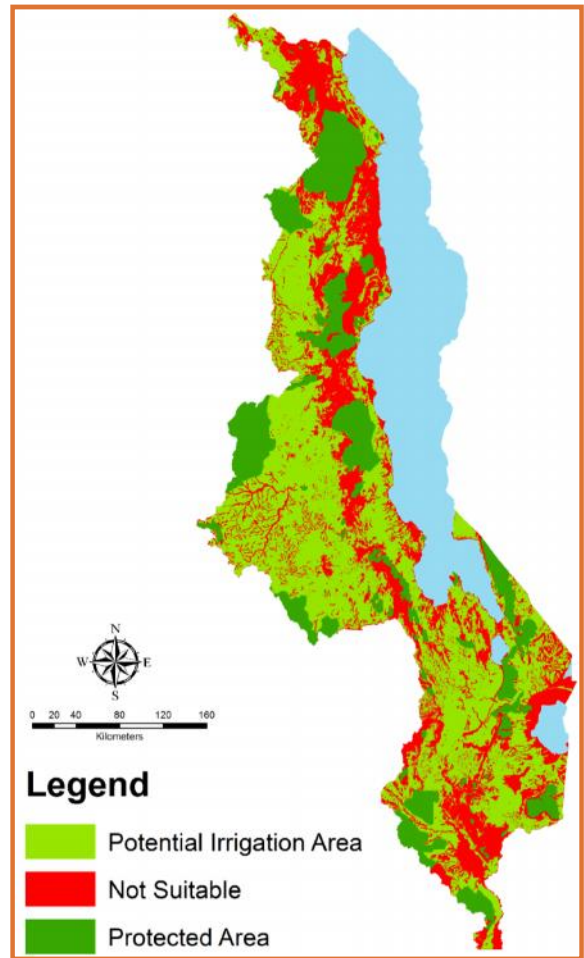 N
W E
S
0 20 40 80 120 160
Kilometers
Legend
Potential Irrigation Area
Not Suitable
Protected Area